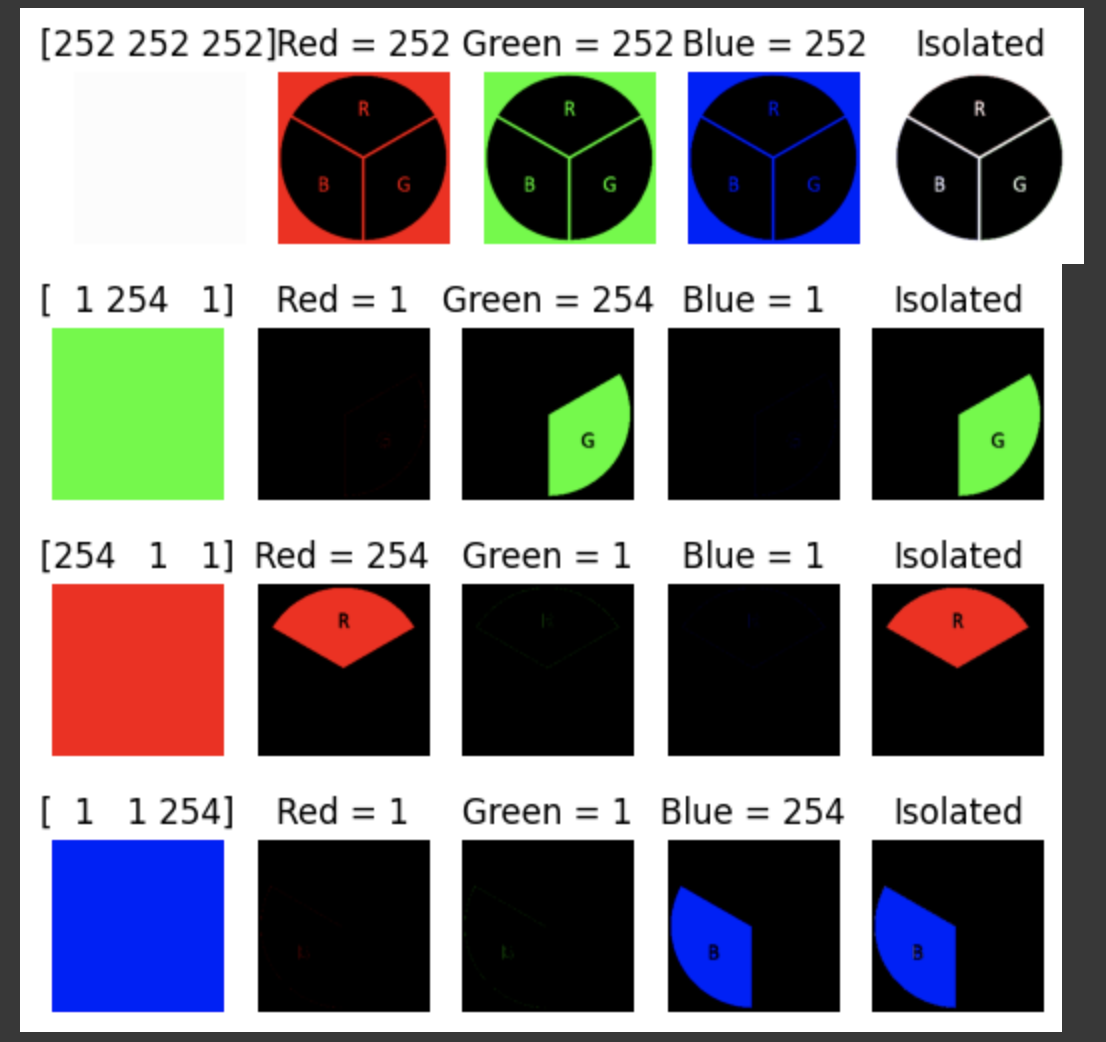 [252 252 252] Red = 252 Green = 252 Blue = 252 Isolated
R R R R
B G B G B G B G
[ 1 254 1] Red = 1 Green = 254 Blue = 1 Isolated
G G
[254 1 1] Red = 254 Green = 1 Blue = 1 Isolated
R R
[ 1 1 254] Red = 1 Green = 1 Blue = 254 Isolated
B B